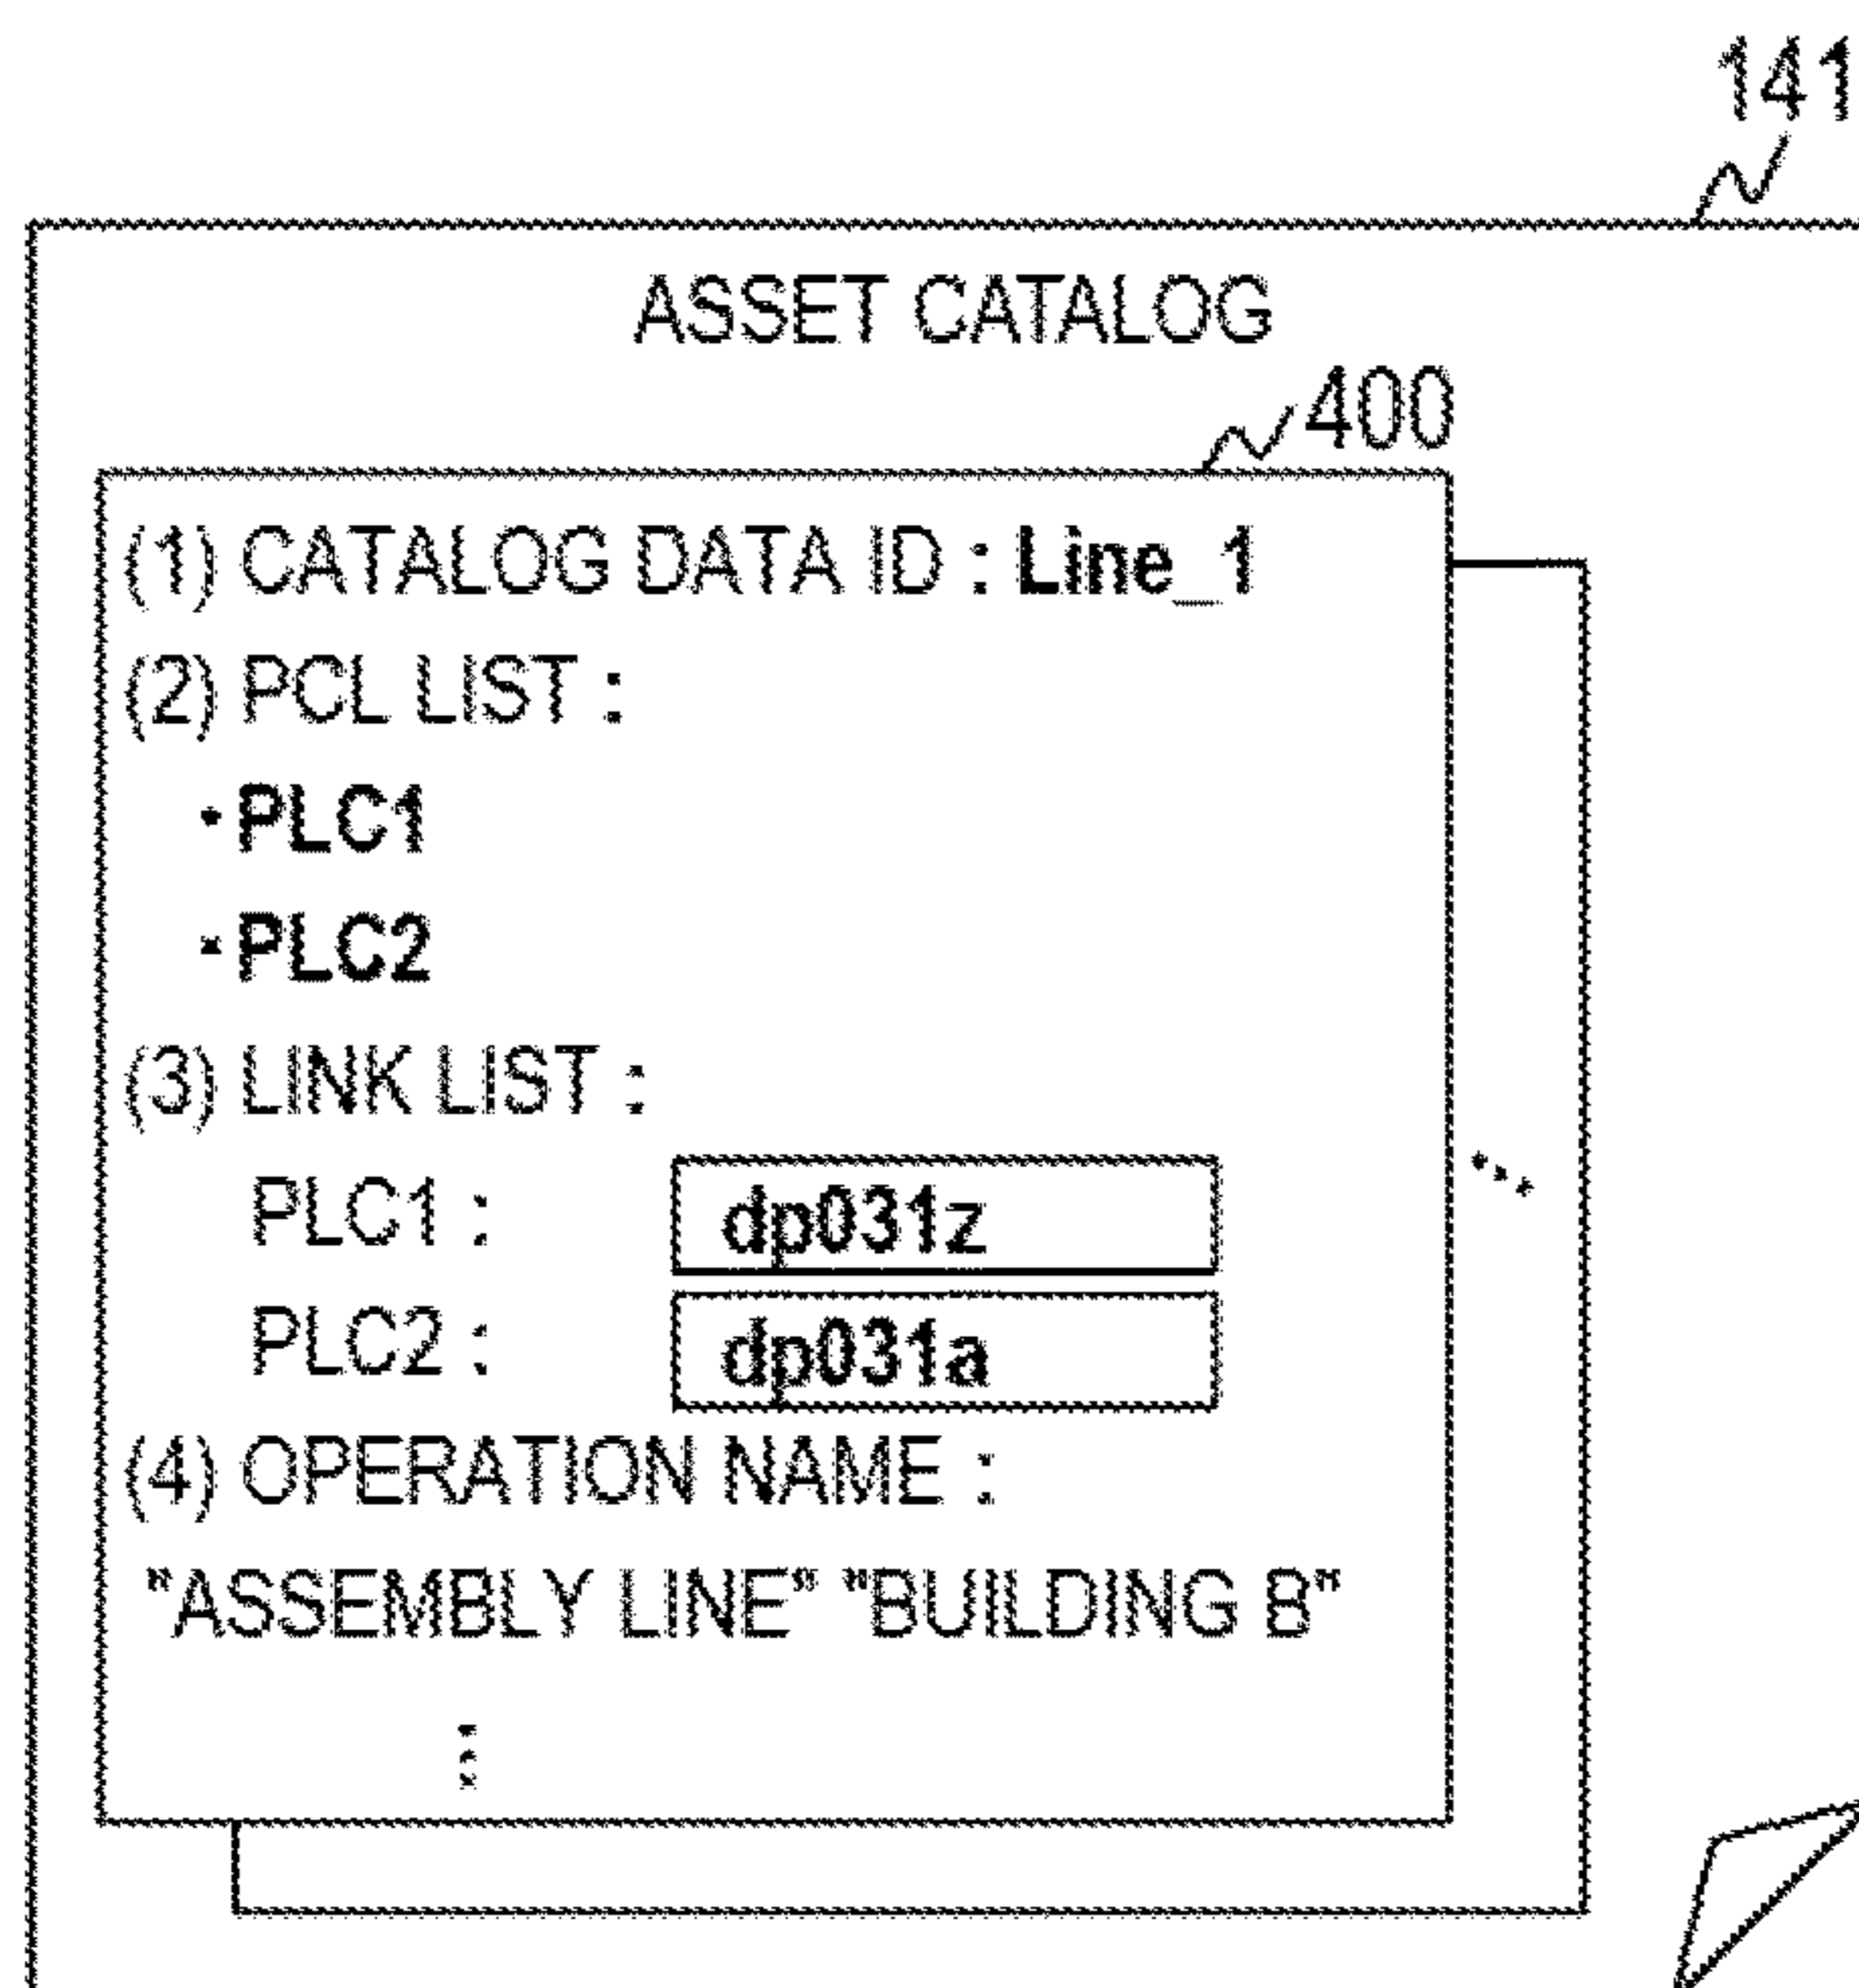 141
ASSET CATALOG
400
(1) CATALOG DATA ID : Line_1
(2) PCL LIST :
・PLC1
・PLC2
(3) LINK LIST :
PLC1 : dp031z
PLC2 : dp031a
(4) OPERATION NAME :
"ASSEMBLY LINE" "BUILDING B"